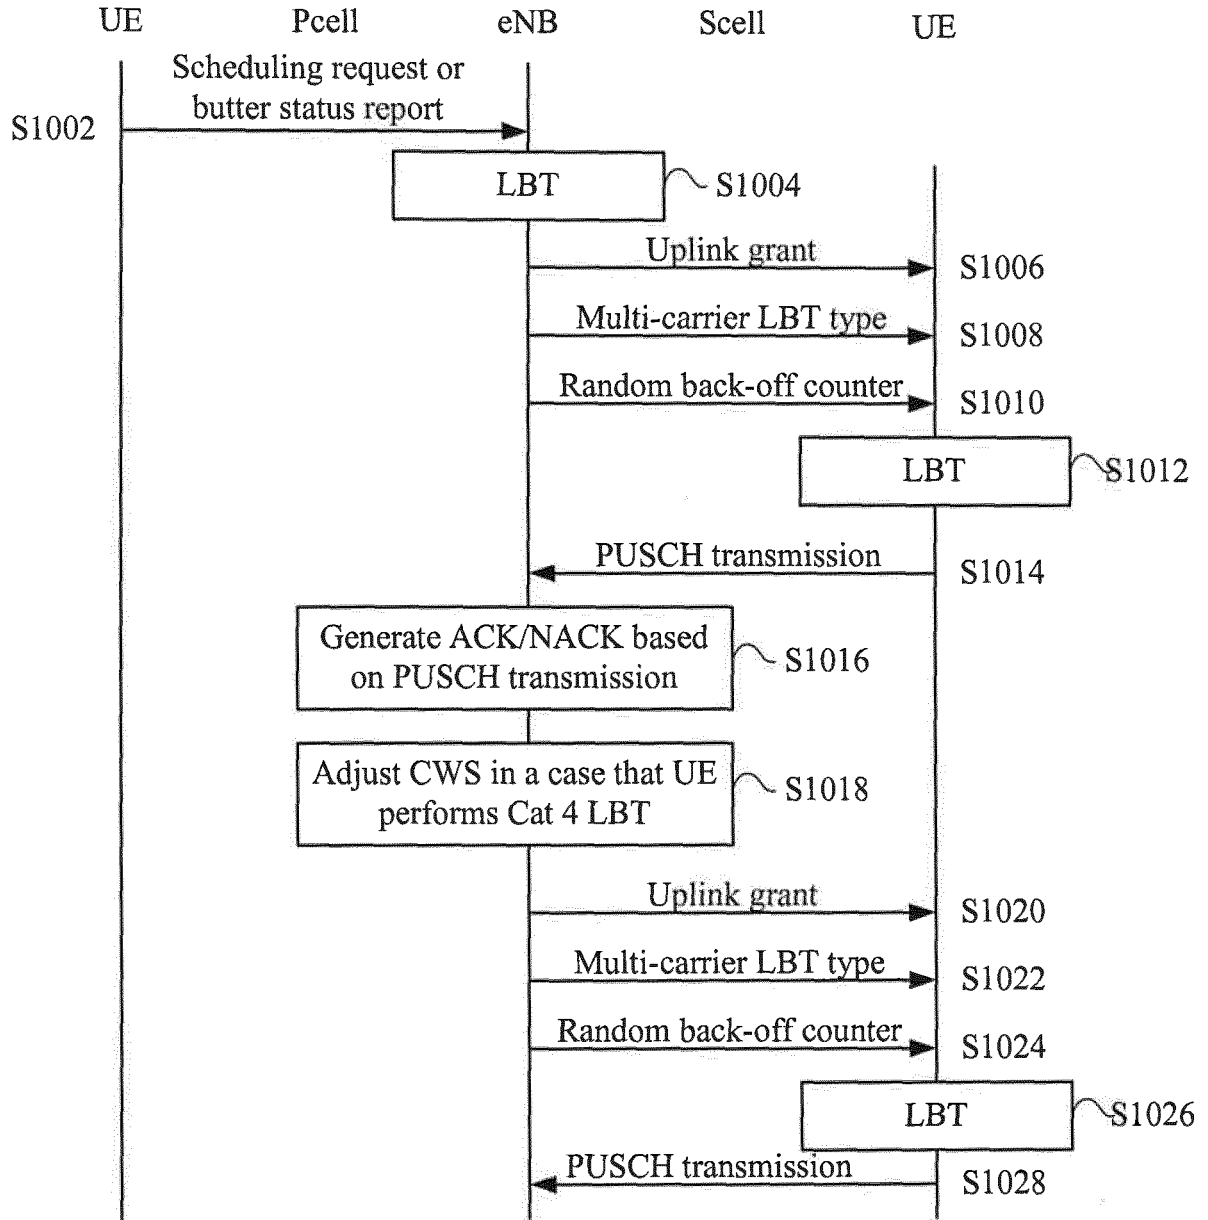 UE Pcell eNB Scell UE
Scheduling request or
butter status report
S1002
LBT
S1004
Uplink grant
S1006
Multi-carrier LBT type
S1008
Random back-off counter
S1010
LBT
S1012
PUSCH transmission
S1014
Generate ACK/NACK based
on PUSCH transmission
S1016
Adjust CWS in a case that UE
performs Cat 4 LBT
S1018
Uplink grant
S1020
Multi-carrier LBT type
S1022
Random back-off counter
S1024
LBT
S1026
PUSCH transmission
S1028